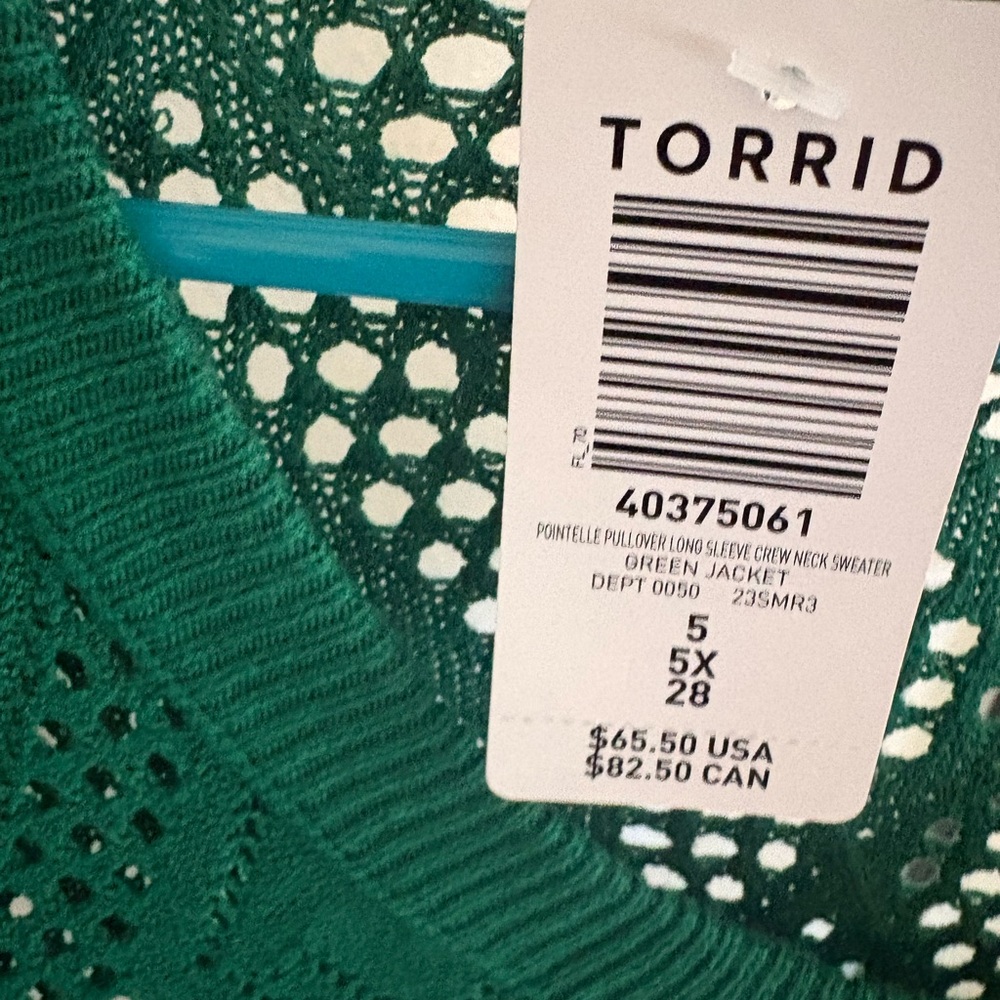 TORRID
40375061
POINTELLE PULLOVER LONG SLEEVE CREW NECK SWEATER
GREEN JACKET
DEPT 0050 23SMR3
5
5X
28
$65.50 USA
$82.50 CAN